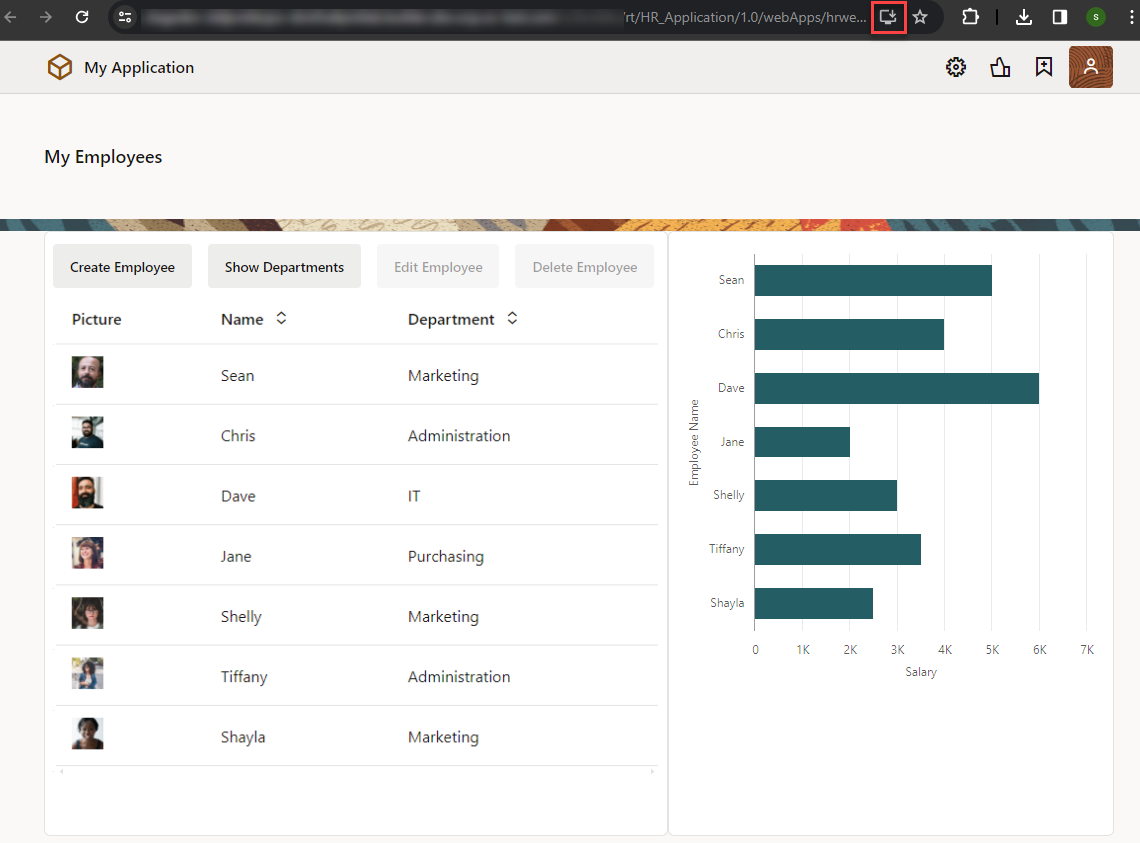 /rt/HR_Application/1.0/webApps/hrwe...
S
My Application
My Employees
Create Employee Show Departments Edit Employee Delete Employee
Picture Name Department
Sean Marketing
Chris Administration
Dave IT
Jane Purchasing
Shelly Marketing
Tiffany Administration
Shayla Marketing
Employee Name
Sean
Chris
Dave
Jane
Shelly
Tiffany
Shayla
0 1K 2K 3K 4K 5K 6K 7K
Salary